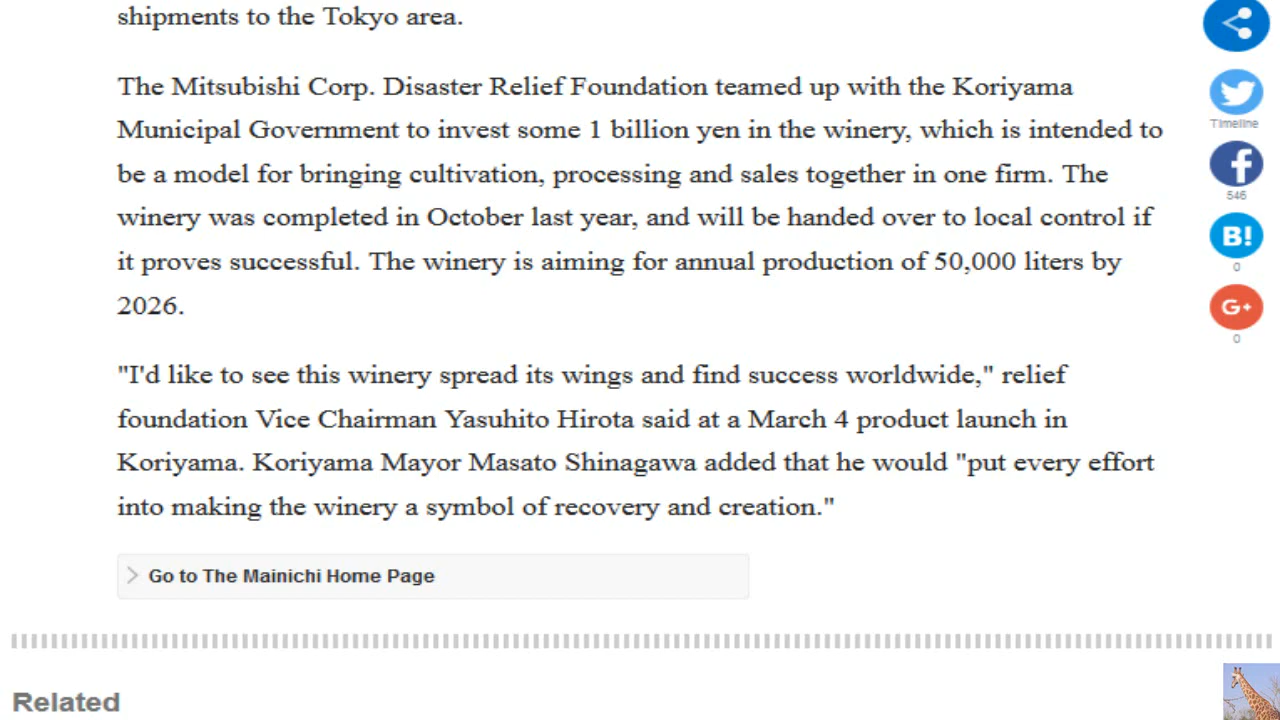 shipments to the Tokyo area.
The Mitsubishi Corp. Disaster Relief Foundation teamed up with the Koriyama
Municipal Government to invest some 1 billion yen in the winery, which is intended to
be a model for bringing cultivation, processing and sales together in one firm. The
winery was completed in October last year, and will be handed over to local control if
it proves successful. The winery is aiming for annual production of 50,000 liters by
2026.
"I'd like to see this winery spread its wings and find success worldwide," relief
foundation Vice Chairman Yasuhito Hirota said at a March 4 product launch in
Koriyama. Koriyama Mayor Masato Shinagawa added that he would "put every effort
into making the winery a symbol of recovery and creation."
Go to The Mainichi Home Page
Related
Timeline
f
546
B!
0
G+
0